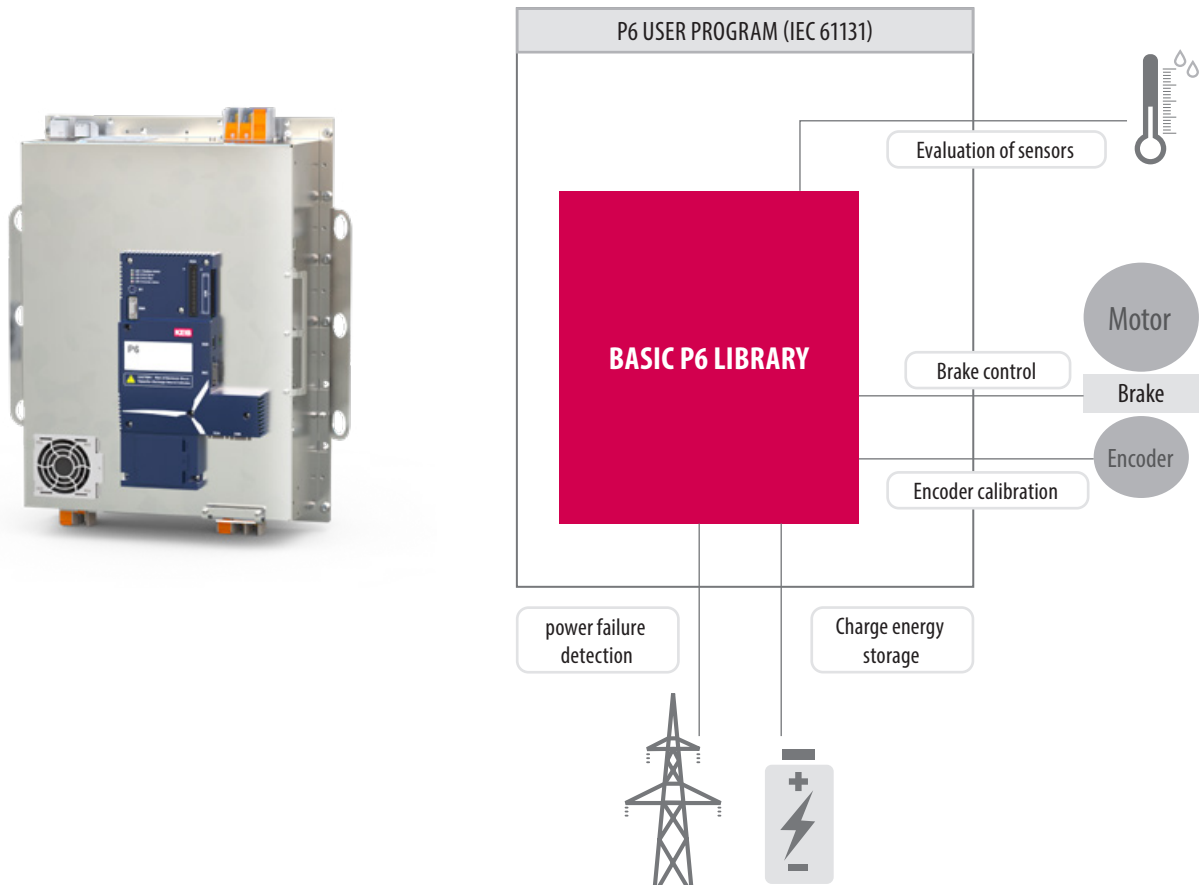 P6 USER PROGRAM (IEC 61131)
Evaluation of sensors
BASIC P6 LIBRARY
Motor
Brake control
Brake
Encoder
Encoder calibration
power failure
detection
Charge energy
storage
KEB
P6